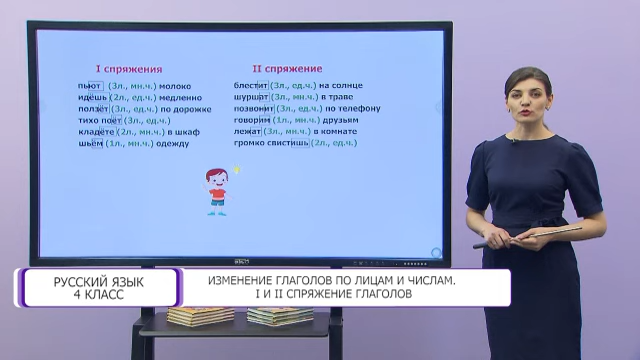 I спряжения
пьют (3л., мн.ч.) молоко
идёшь (2л., ед.ч.) медленно
ползёт (3л., ед.ч.) по дорожке
тихо поёт (3л., ед.ч.)
кладёте (2л., мн.ч.) в шкаф
шьём (1л., мн.ч.) одежду
II спряжение
блестит (3л., ед.ч.) на солнце
шуршат (3л., мн.ч.) в траве
позвонит (3л., ед.ч.) по телефону
говорим (1л., мн.ч.) друзьям
лежат (3л., мн.ч.) в комнате
громко свистишь (2л., ед.ч.)
РУССКИЙ ЯЗЫК
4 КЛАСС
ИЗМЕНЕНИЕ ГЛАГОЛОВ ПО ЛИЦАМ И ЧИСЛАМ.
I И II СПРЯЖЕНИЕ ГЛАГОЛОВ